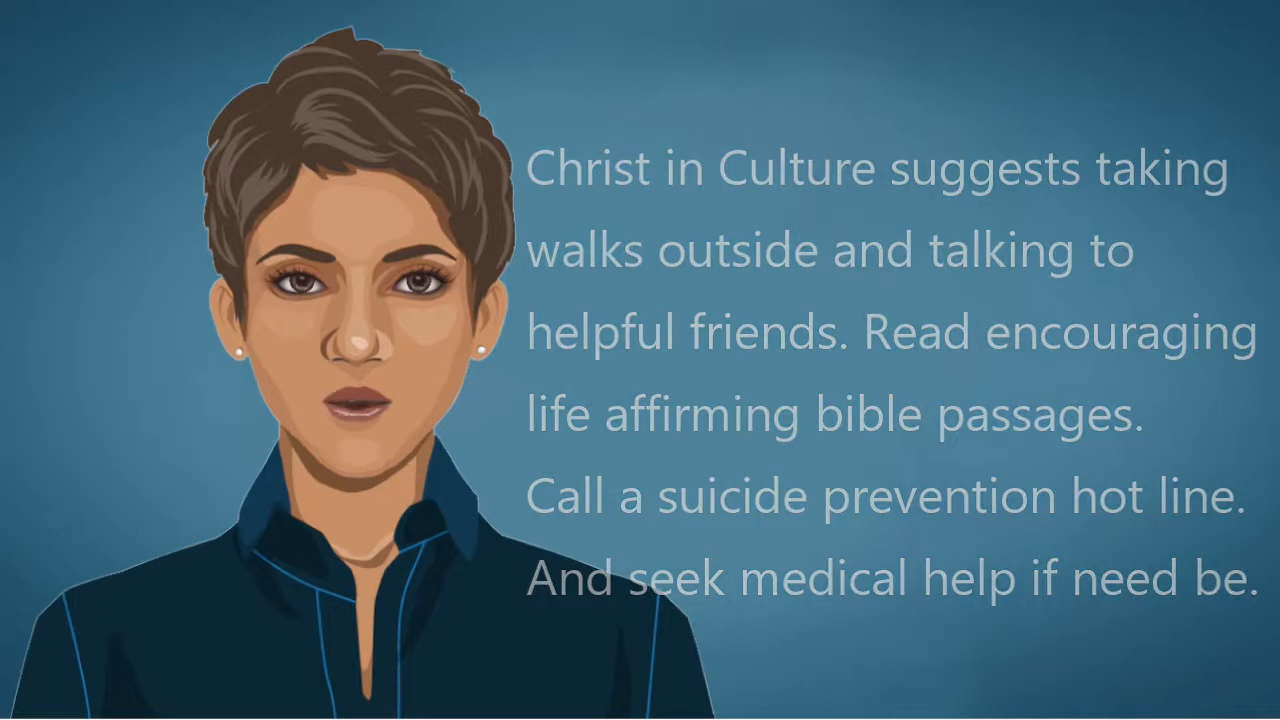 Christ in Culture suggests taking
walks outside and talking to
helpful friends. Read encouraging
life affirming bible passages.
Call a suicide prevention hot line.
And seek medical help if need be.